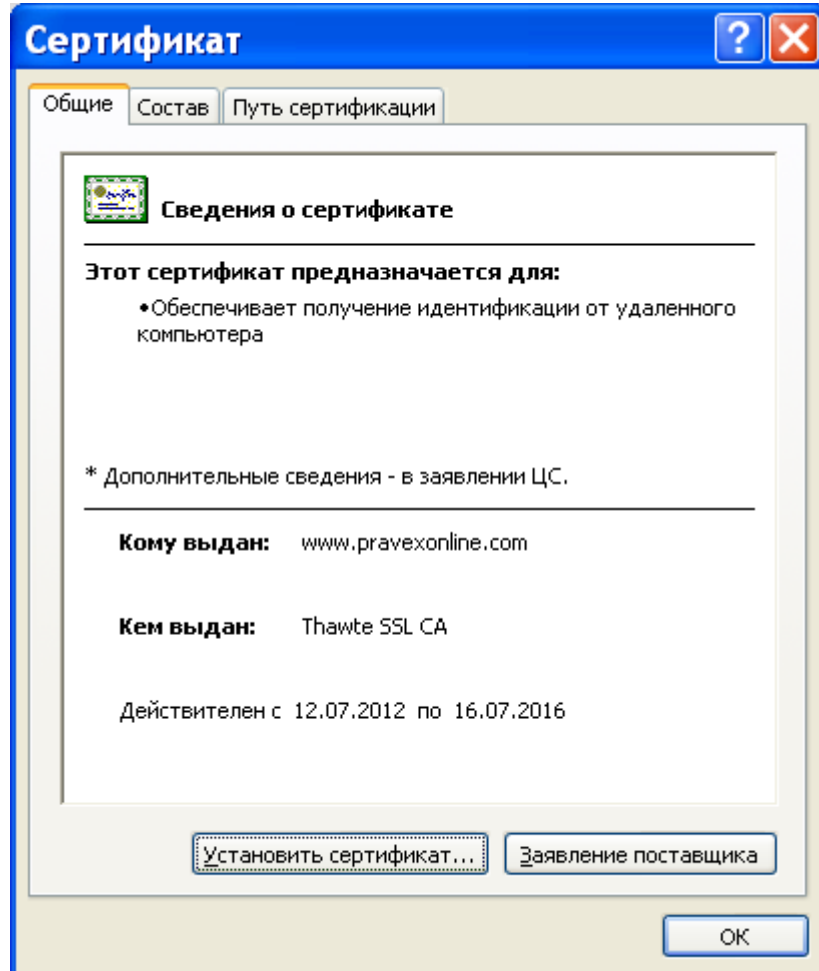 Сертификат
Общие Состав Путь сертификации
Сведения о сертификате
Этот сертификат предназначается для:
•Обеспечивает получение идентификации от удаленного
компьютера
* Дополнительные сведения - в заявлении ЦС.
Кому выдан: www.pravexonline.com
Кем выдан: Thawte SSL CA
Действителен с 12.07.2012 по 16.07.2016
Установить сертификат... Заявление поставщика
ОК